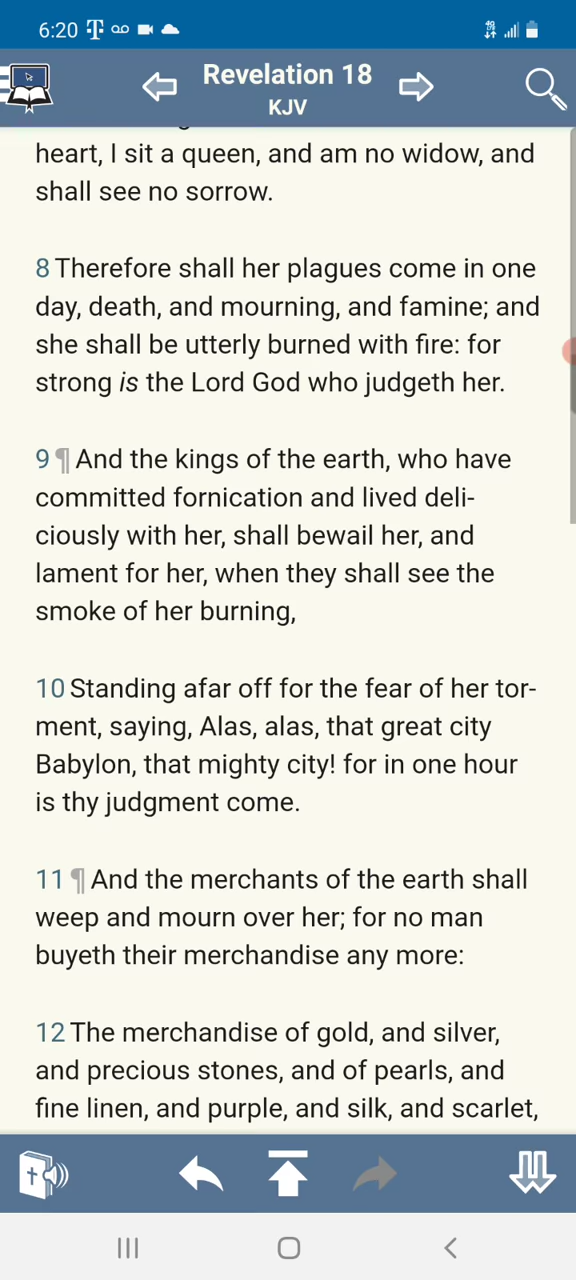 6:20
Revelation 18
KJV
heart, I sit a queen, and am no widow, and
shall see no sorrow.
8 Therefore shall her plagues come in one
day, death, and mourning, and famine; and
she shall be utterly burned with fire: for
strong is the Lord God who judgeth her.
9 ¶ And the kings of the earth, who have
committed fornication and lived deli-
ciously with her, shall bewail her, and
lament for her, when they shall see the
smoke of her burning,
10 Standing afar off for the fear of her tor-
ment, saying, Alas, alas, that great city
Babylon, that mighty city! for in one hour
is thy judgment come.
11 ¶ And the merchants of the earth shall
weep and mourn over her; for no man
buyeth their merchandise any more:
12 The merchandise of gold, and silver,
and precious stones, and of pearls, and
fine linen, and purple, and silk, and scarlet,